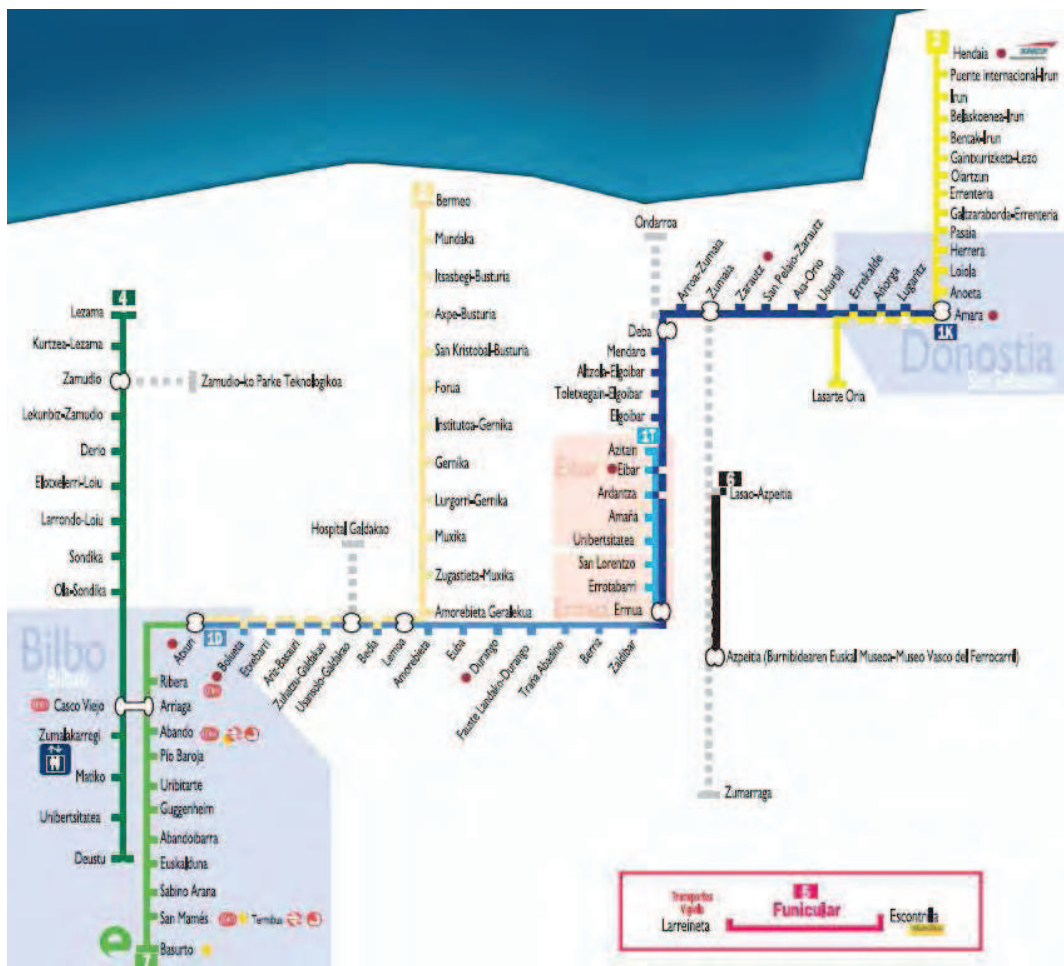 Hendaia
Puente internacional-Irun
Irun
Belaskoenea-Irun
Bentak-Irun
Gaintxurizketa-Lezo
Oiartzun
Errenteria
Galtzaraborda-Errenteria
Pasaia
Herrera
Loiola
Anoeta
Amara
1K
Donostia
Lugaritz
Añorga
Errekalde
Usurbil
Aia-Orio
San Pelaio-Zarautz
Zarautz
Zumaia
Arroa-Zumaia
Lasarte Oria
Ondarroa
Deba
Mendaro
Altzola-Elgoibar
Toletxegain-Elgoibar
Elgoibar
1T
Azitain
Eibar
Eibar
Ardantza
Amaña
Unibertsitatea
San Lorentzo
Errotabarri
Ermua
Ermua
6
Lasao-Azpeitia
Azpeitia (Burnibidearen Euskal Museoa-Museo Vasco del Ferrocarril)
Zumarraga
Bermeo
Mundaka
Itsasbegi-Busturia
Axpe-Busturia
San Kristobal-Busturia
Forua
Institutoa-Gernika
Gernika
Lurgorri-Gernika
Muxika
Zugastieta-Muxika
Amorebieta Geralekua
Hospital Galdakao
4
Lezama
Kurtzea-Lezama
Zamudio
Zamudio-ko Parke Teknologikoa
Lekunbiz-Zamudio
Derio
Elotxelerri-Loiu
Larrondo-Loiu
Sondika
Ola-Sondika
Bilbo
Bilbao
Casco Viejo
Zumalakarregi
Matiko
Unibertsitatea
Deustu
Atxuri
1D
Bolueta
Etxebarri
Ariz-Basauri
Zuhatzu-Galdakao
Usansolo-Galdakao
Bedia
Lemoa
Amorebieta
Euba
Durango
Fauste Landako-Durango
Traña Abadiño
Berriz
Zaldibar
Ribera
Arriaga
Abando
Pío Baroja
Uribitarte
Guggenheim
Abandoibarra
Euskalduna
Sabino Arana
San Mamés
Termibus
Basurto
7
5
Funicular
Larreineta
Escontrilla